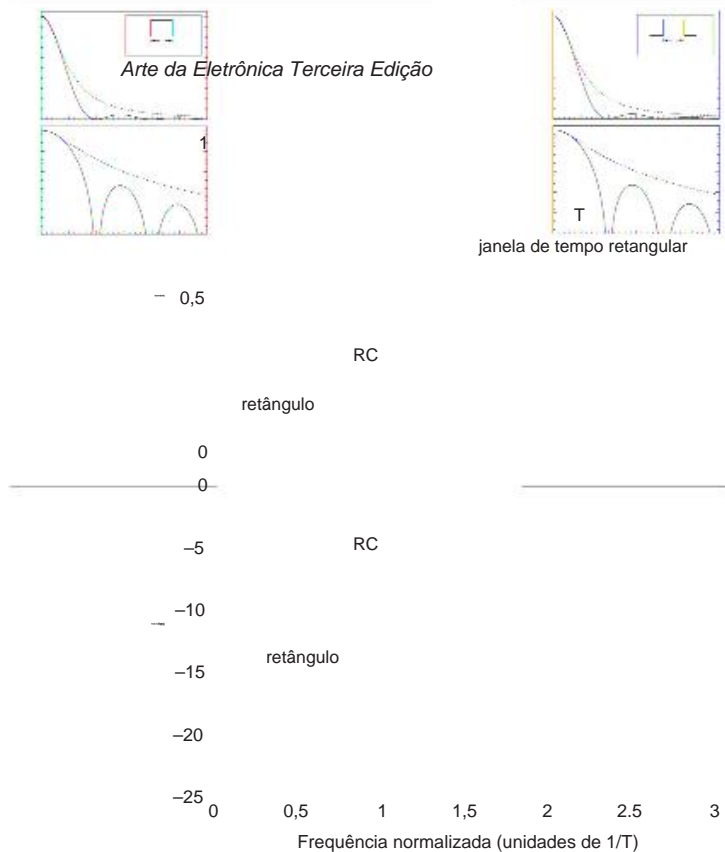 Arte da Eletrônica Terceira Edição
1
T
janela de tempo retangular
0,5
RC
retângulo
0
0
–5
RC
–10
retângulo
–15
–20
–25
0 0,5 1 1,5 2 2.5 3
Frequência normalizada (unidades de 1/T)